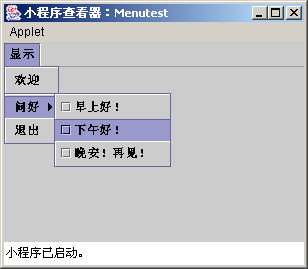 小程序查看器：Menutest
Applet
显示
欢迎
问好
早上好！
下午好！
退出
晚安！再见！
小程序已启动。